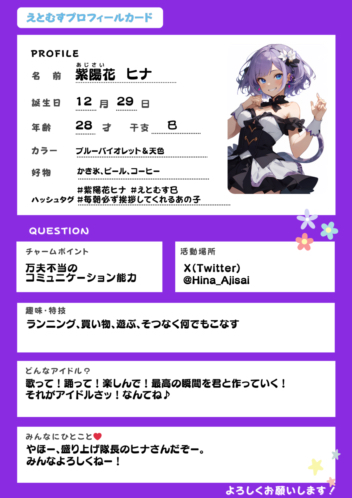 えとむすプロフィールカード
PROFILE
あじさい
名 前 紫陽花 ヒナ
誕生日 12 月 29 日
年齢 28 才 干支 巳
カラー ブルーバイオレット&天色
好物 かき氷、ビール、コーヒー
#紫陽花ヒナ #えとむす巳
ハッシュタグ #毎朝必ず挨拶してくれるあの子
QUESTION
チャームポイント
万夫不当の
コミュニケーション能力
活動場所
X(Twitter)
@Hina_Ajisai
趣味・特技
ランニング、買い物、遊ぶ、そつなく何でもこなす
どんなアイドル?
歌って!踊って!楽しんで!最高の瞬間を君と作っていく!
それがアイドルさッ!なんてね♪
みんなにひとこと❤
やほー、盛り上げ隊長のヒナさんだぞー。
みんなよろしくねー!
よろしくお願いします!